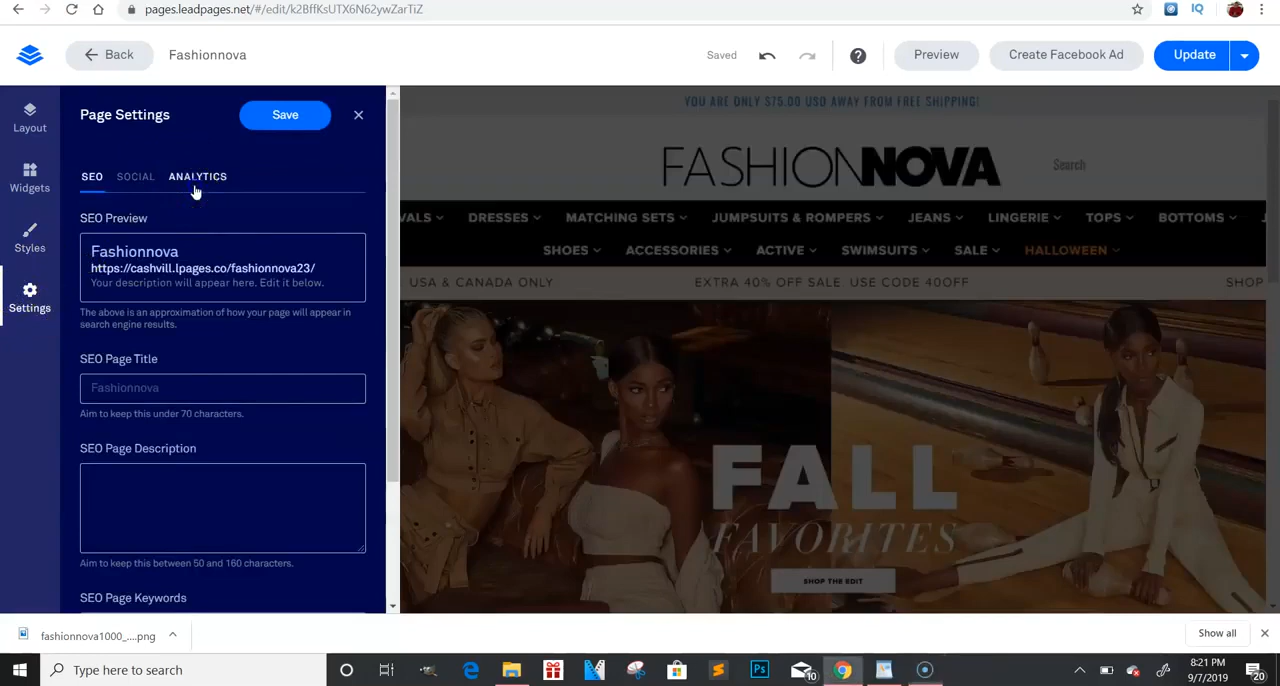 pages.leadpages.net/#/edit/k2BffKsUTX6N62ywZarTiZ
Back
Fashionnova
Saved
Preview
Create Facebook Ad
Update
Layout
Widgets
Styles
Settings
Page Settings
Save
SEO SOCIAL ANALYTICS
SEO Preview
Fashionnova
https://cashvill.lpages.co/fashionnova23/
Your description will appear here. Edit it below.
The above is an approximation of how your page will appear in
search engine results.
SEO Page Title
Fashionnova
Aim to keep this under 70 characters.
SEO Page Description
Aim to keep this between 50 and 160 characters.
SEO Page Keywords
YOU ARE ONLY $75.00 USD AWAY FROM FREE SHIPPING!
FASHIONNOVA
Search
VALS DRESSES MATCHING SETS JUMPSUITS & ROMPERS JEANS LINGERIE TOPS BOTTOMS
SHOES ACCESSORIES ACTIVE SWIMSUITS SALE HALLOWEEN
USA & CANADA ONLY EXTRA 40% OFF SALE USE CODE 40OFF SHOP
FALL
FAVORITES
SHOP THE EDIT
fashionnova1000_....png
Show all
Type here to search
10
8:21 PM
9/7/2019
20